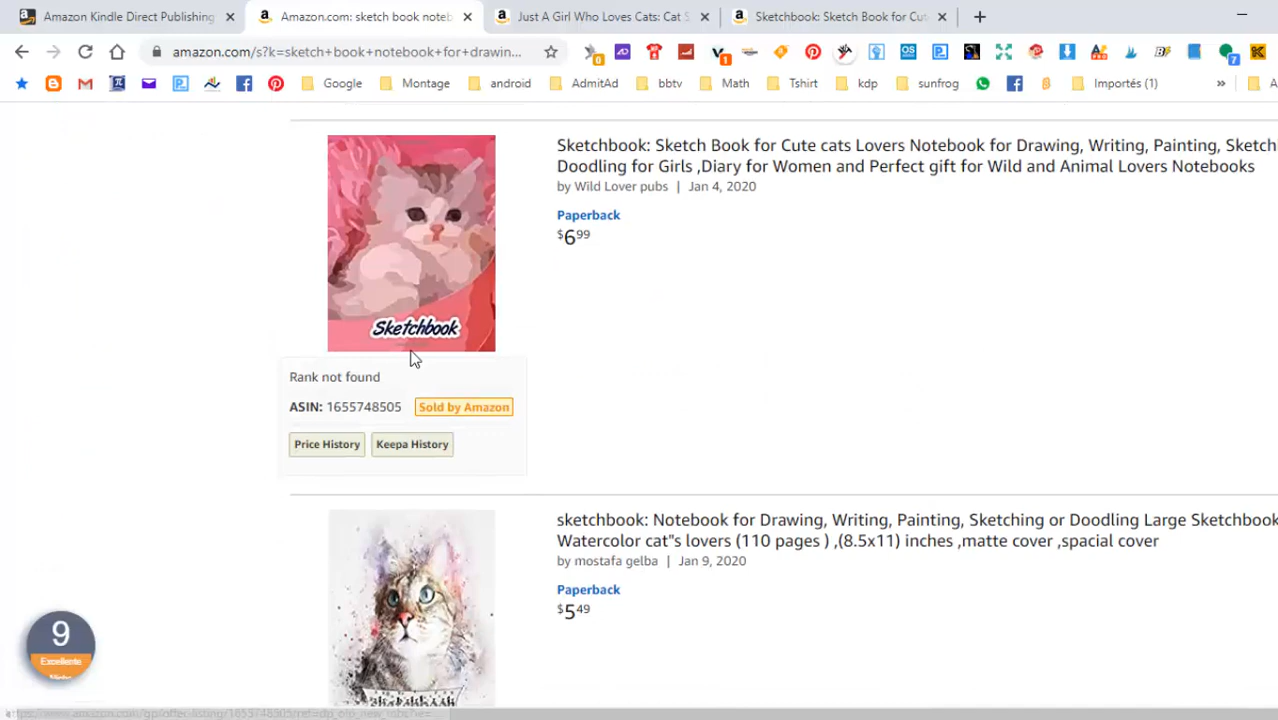 Amazon Kindle Direct Publishing
Amazon.com: sketch book noteb
Just A Girl Who Loves Cats: Cat S
Sketchbook: Sketch Book for Cut
amazon.com/s?k=sketch+book+notebook+for+drawin...
Google
Montage
android
AdmitAd
bbtv
Math
Tshirt
kdp
sunfrog
Importés (1)
Sketchbook: Sketch Book for Cute cats Lovers Notebook for Drawing, Writing, Painting, Sketch
Doodling for Girls ,Diary for Women and Perfect gift for Wild and Animal Lovers Notebooks
by Wild Lover pubs | Jan 4, 2020
Paperback
$6 99
Sketchbook
Rank not found
ASIN: 1655748505 Sold by Amazon
Price History Keepa History
sketchbook: Notebook for Drawing, Writing, Painting, Sketching or Doodling Large Sketchbook
Watercolor cat"s lovers (110 pages ) ,(8.5x11) inches ,matte cover ,spacial cover
by mostafa gelba | Jan 9, 2020
Paperback
$5 49
9
Excellente